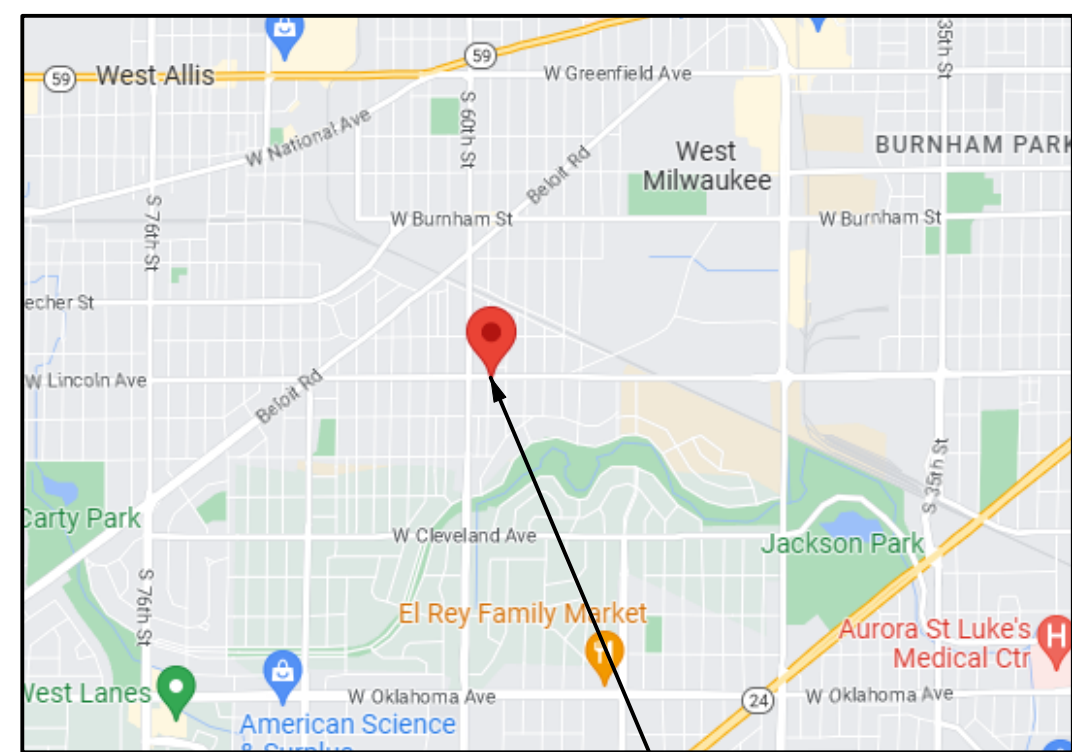 35th St
59
59
West Allis
W Greenfield Ave
S 60th St
W National Ave
West
Milwaukee
BURNHAM PARK
Beloit Rd
S 76th St
W Burnham St
W Burnham St
echer St
W Lincoln Ave
Beloit Rd
S 35th St
Carty Park
W Cleveland Ave
Jackson Park
S 76th St
El Rey Family Market
Aurora St Luke's
Medical Ctr
H
West Lanes
W Oklahoma Ave
24
W Oklahoma Ave
American Science
& Surplus